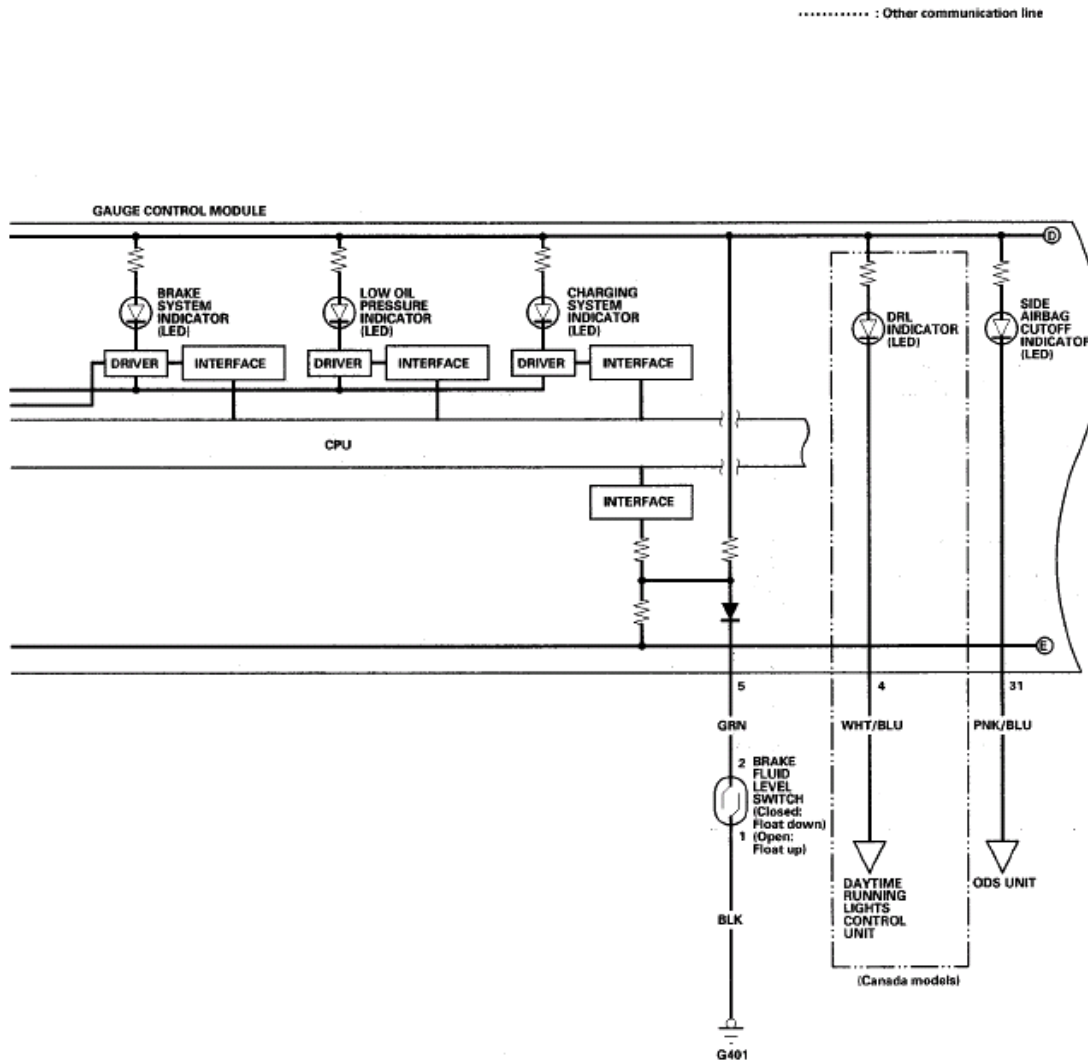 : Other communication line
GAUGE CONTROL MODULE
D
BRAKE
SYSTEM
INDICATOR
(LED)
LOW OIL
PRESSURE
INDICATOR
(LED)
CHARGING
SYSTEM
INDICATOR
(LED)
DRL
INDICATOR
(LED)
SIDE
AIRBAG
CUTOFF
INDICATOR
(LED)
DRIVER
INTERFACE
DRIVER
INTERFACE
DRIVER
INTERFACE
CPU
INTERFACE
E
5
4
31
GRN
WHT/BLU
PNK/BLU
2
BRAKE
FLUID
LEVEL
SWITCH
(Closed:
Float down)
1
(Open:
Float up)
DAYTIME
RUNNING
LIGHTS
CONTROL
UNIT
ODS UNIT
BLK
(Canada models)
G401